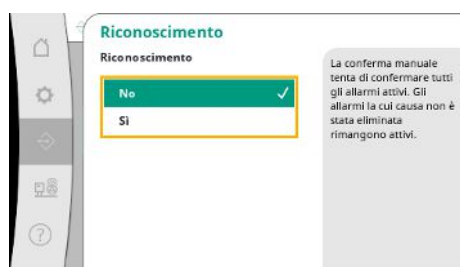 Riconoscimento
Riconoscimento
No
Sì
La conferma manuale
tenta di confermare tutti
gli allarmi attivi. Gli
allarmi la cui causa non è
stata eliminata
rimangono attivi.